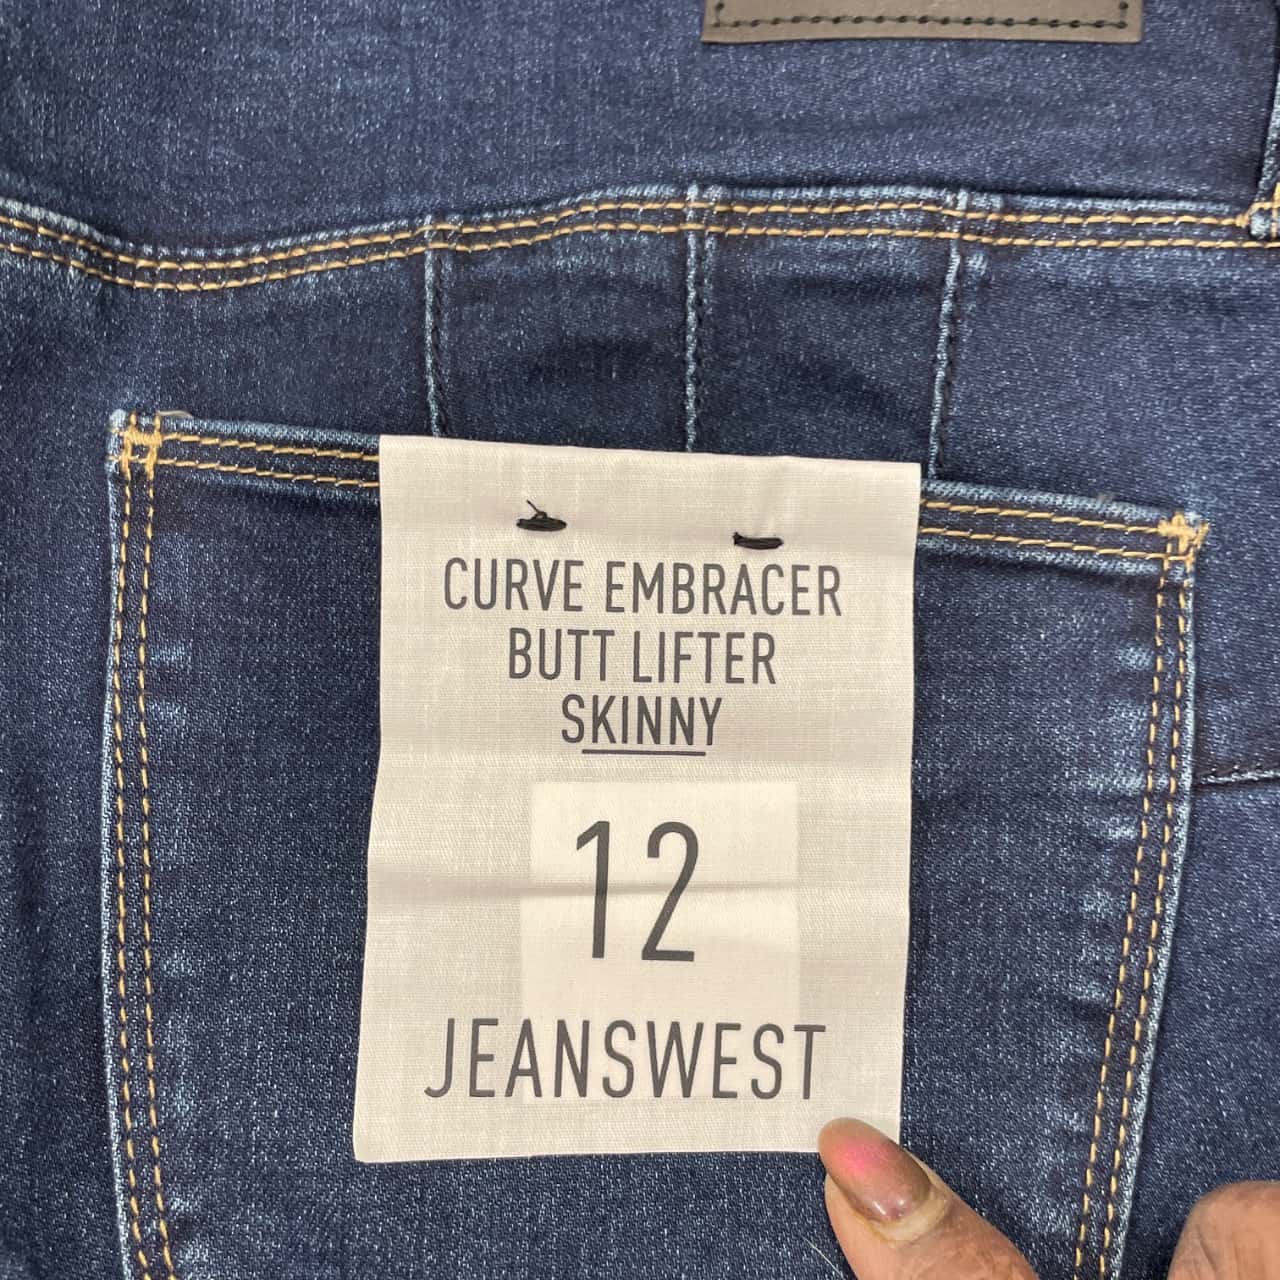 CURVE EMBRACER
BUTT LIFTER
SKINNY
12
JEANSWEST